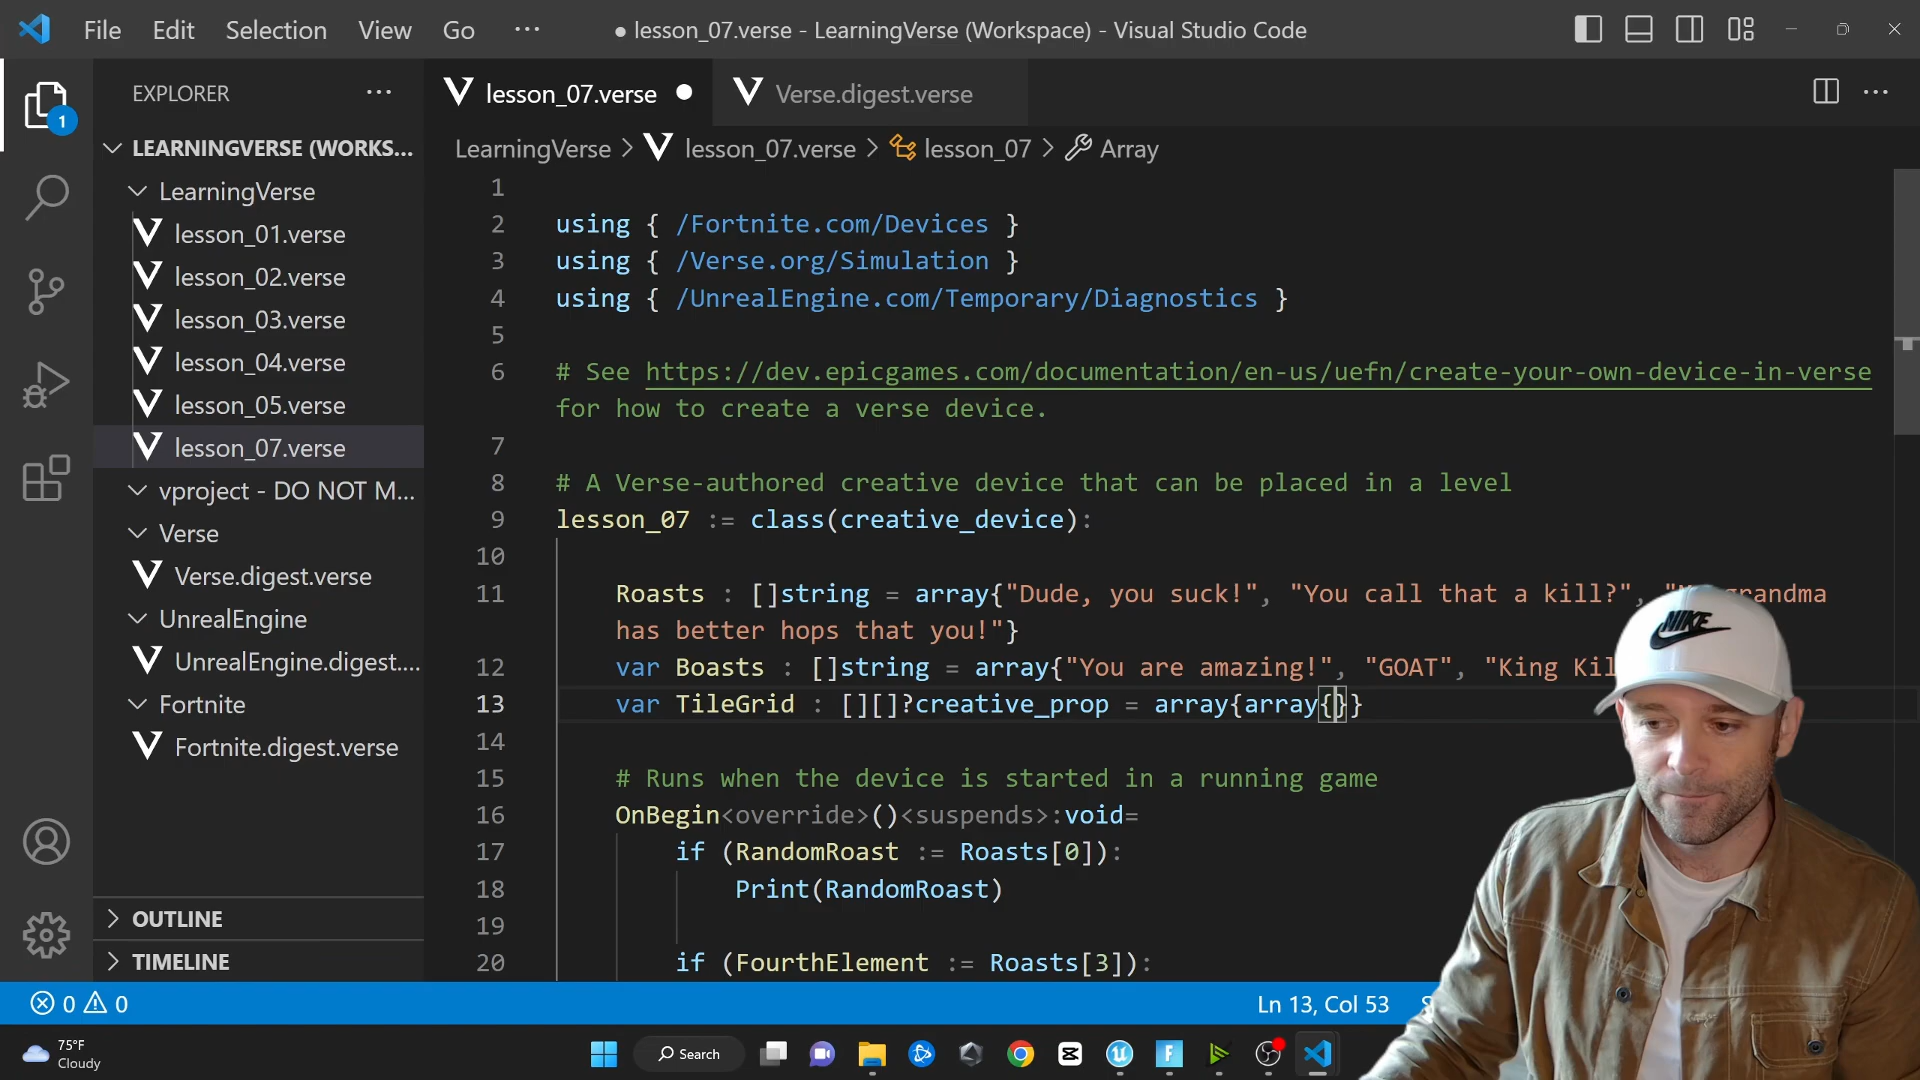 File Edit Selection View Go ··· ● lesson_07.verse - LearningVerse (Workspace) - Visual Studio Code
EXPLORER ···
lesson_07.verse ●
Verse.digest.verse
LEARNINGVERSE (WORKS...
LearningVerse
lesson_01.verse
lesson_02.verse
lesson_03.verse
lesson_04.verse
lesson_05.verse
lesson_07.verse
vproject - DO NOT M...
Verse
Verse.digest.verse
UnrealEngine
UnrealEngine.digest....
Fortnite
Fortnite.digest.verse
OUTLINE
TIMELINE
1
LearningVerse > lesson_07.verse > lesson_07 > Array
1
2 using { /Fortnite.com/Devices }
3 using { /Verse.org/Simulation }
4 using { /UnrealEngine.com/Temporary/Diagnostics }
5
6 # See https://dev.epicgames.com/documentation/en-us/uefn/create-your-own-device-in-verse
for how to create a verse device.
7
8 # A Verse-authored creative device that can be placed in a level
9 lesson_07 := class(creative_device):
10
11 Roasts : []string = array{"Dude, you suck!", "You call that a kill?", " grandma
has better hops that you!"}
12 var Boasts : []string = array{"You are amazing!", "GOAT", "King Kil
13 var TileGrid : [][]?creative_prop = array{array{}}
14
15 # Runs when the device is started in a running game
16 OnBegin<override>()<suspends>:void=
17 if (RandomRoast := Roasts[0]):
18 Print(RandomRoast)
19
20 if (FourthElement := Roasts[3]):
NIKE
0 0
Ln 13, Col 53
75°F
Cloudy
Search